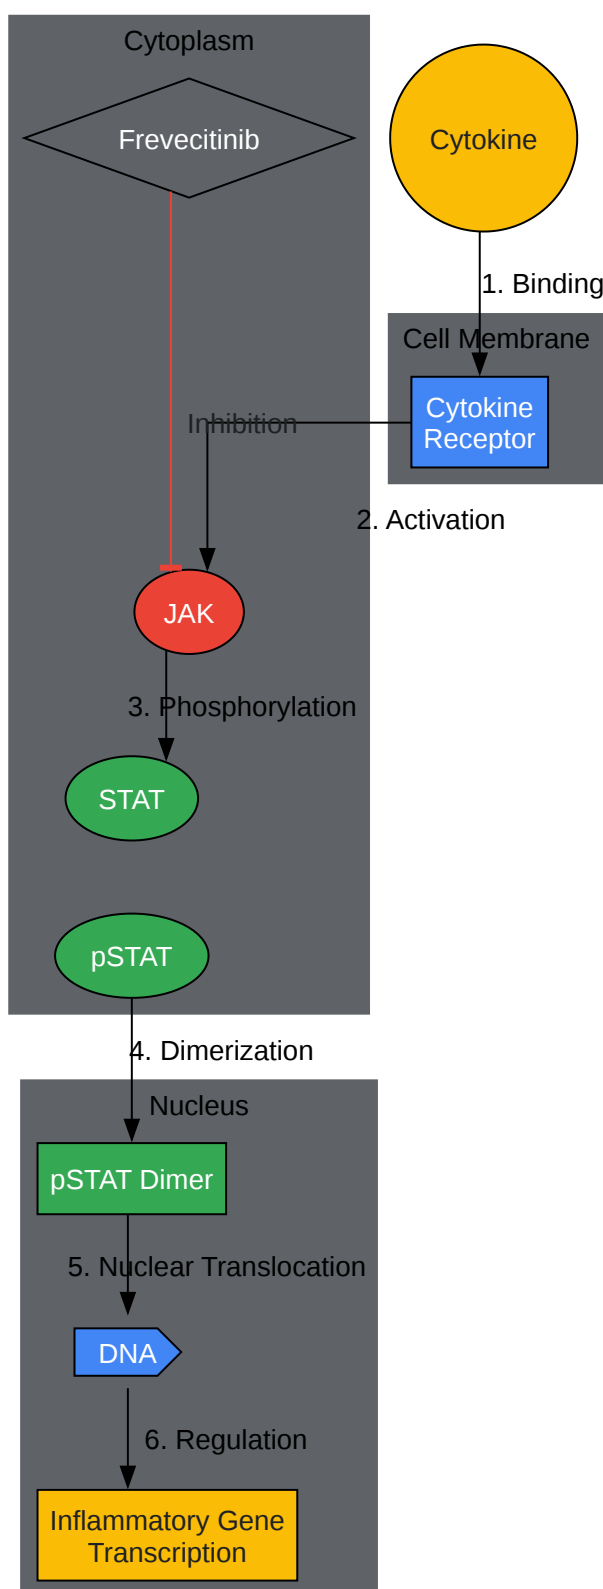 Cytoplasm
Frevecitinib
Cytokine
1. Binding
Cell Membrane
Cytokine
Receptor
Inhibition
2. Activation
JAK
3. Phosphorylation
STAT
pSTAT
4. Dimerization
Nucleus
pSTAT Dimer
5. Nuclear Translocation
DNA
6. Regulation
Inflammatory Gene
Transcription